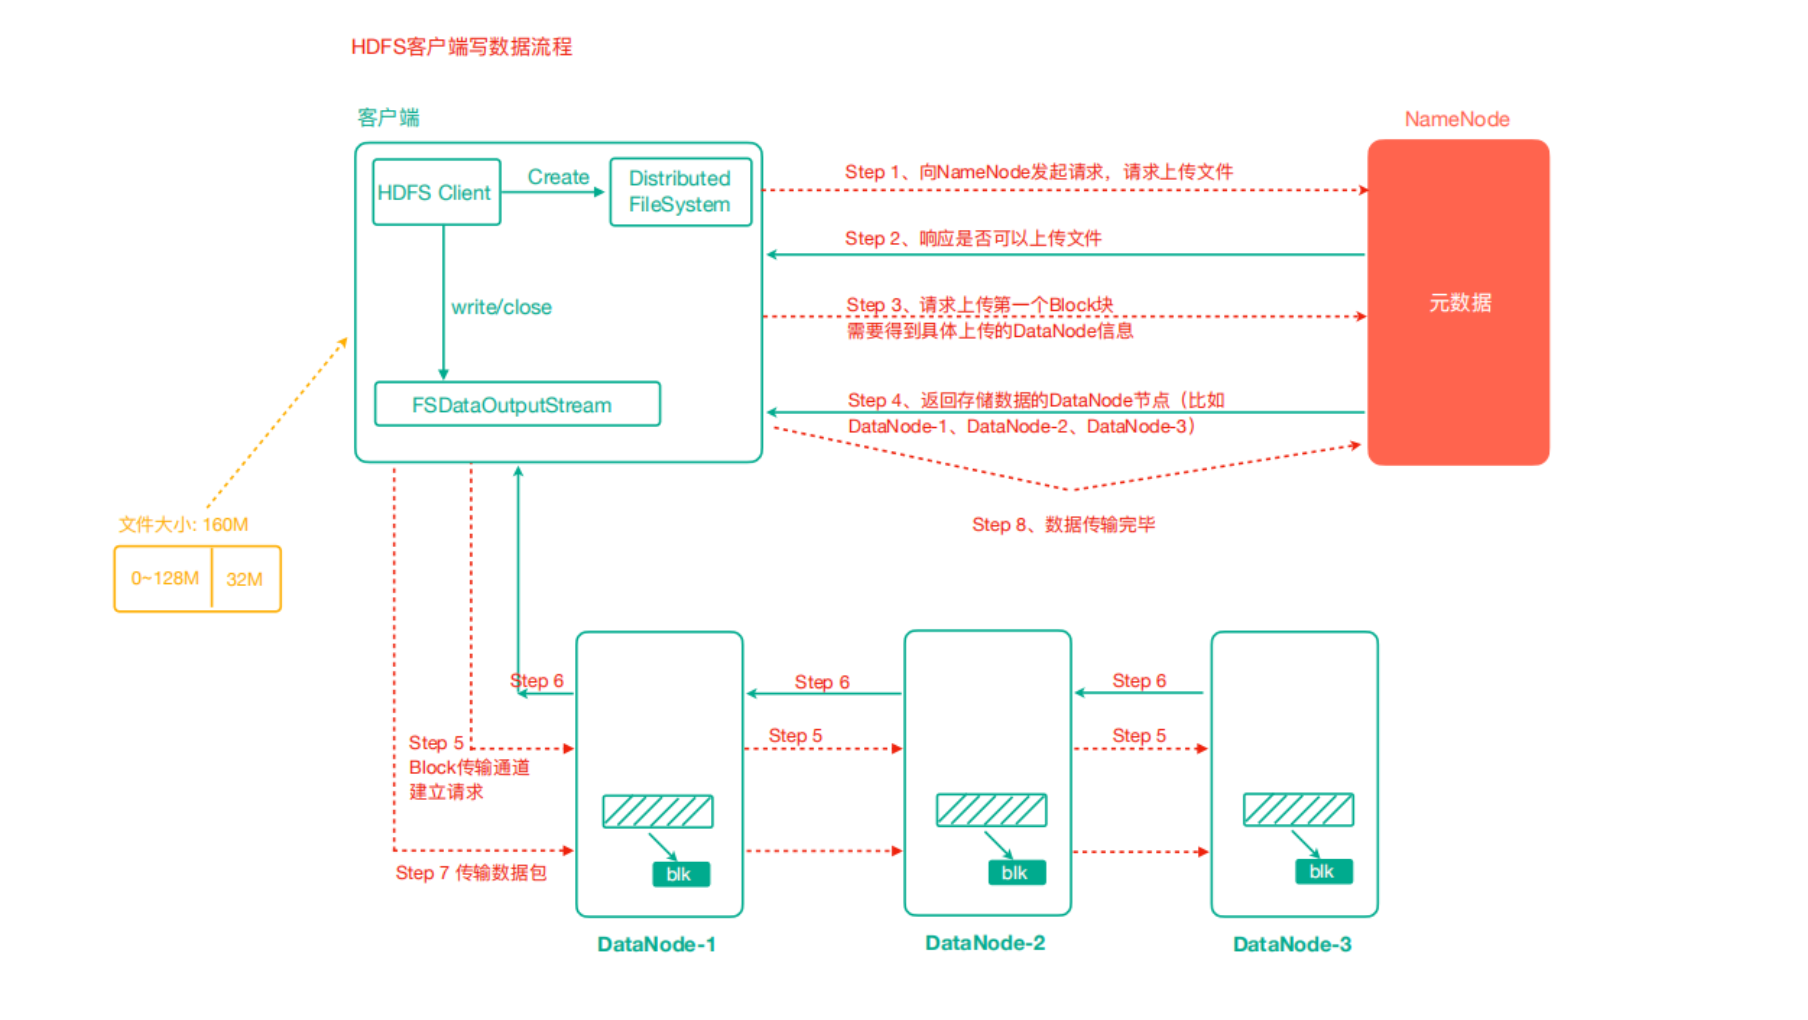 HDFS客户端写数据流程
客户端
NameNode
HDFS Client
Create
Distributed
FileSystem
Step 1、向NameNode发起请求，请求上传文件
Step 2、响应是否可以上传文件
write/close
Step 3、请求上传第一个Block块
需要得到具体上传的DataNode信息
元数据
FSDataOutputStream
Step 4、返回存储数据的DataNode节点（比如
DataNode-1、DataNode-2、DataNode-3）
文件大小: 160M
0~128M
32M
Step 8、数据传输完毕
Step 6
Step 6
Step 6
Step 5
Block传输通道
建立请求
Step 5
Step 5
Step 7 传输数据包
blk
blk
blk
DataNode-1
DataNode-2
DataNode-3